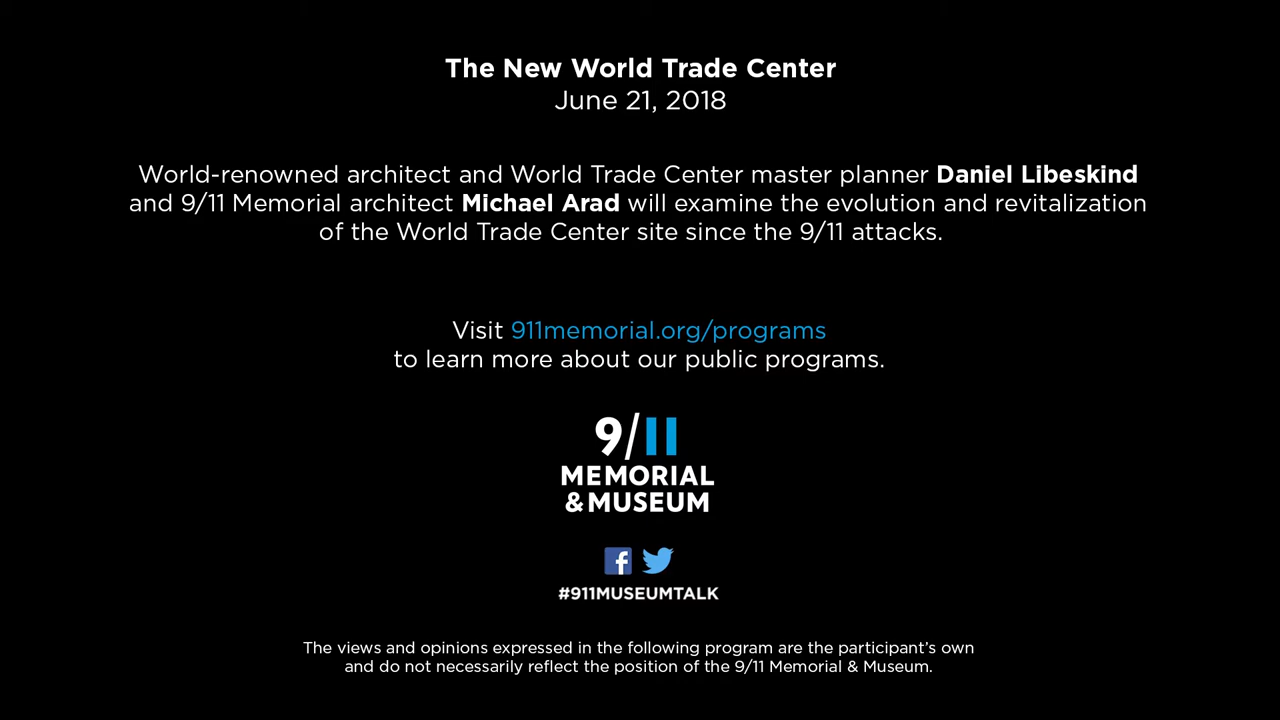 The New World Trade Center
June 21, 2018
World-renowned architect and World Trade Center master planner Daniel Libeskind
and 9/11 Memorial architect Michael Arad will examine the evolution and revitalization
of the World Trade Center site since the 9/11 attacks.
Visit 911memorial.org/programs
to learn more about our public programs.
9/11
MEMORIAL
& MUSEUM
#911MUSEUMTALK
The views and opinions expressed in the following program are the participant's own
and do not necessarily reflect the position of the 9/11 Memorial & Museum.